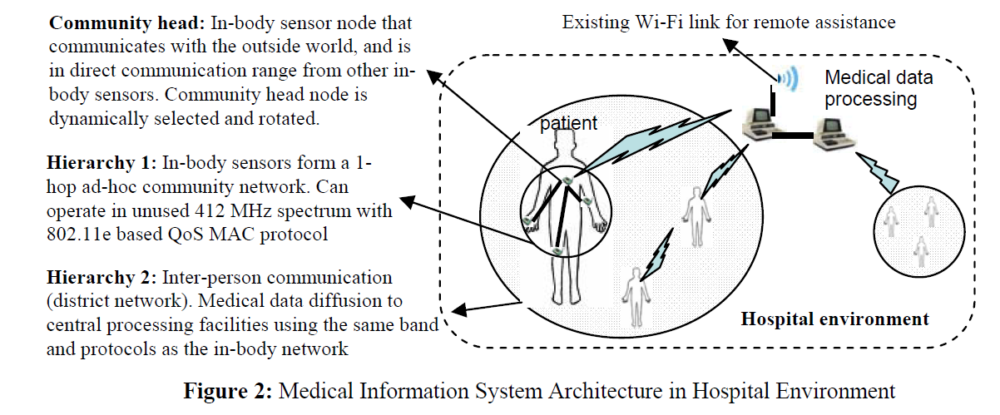 Community head: In-body sensor node that
communicates with the outside world, and is
in direct communication range from other in-
body sensors. Community head node is
dynamically selected and rotated.
Hierarchy 1: In-body sensors form a 1-
hop ad-hoc community network. Can
operate in unused 412 MHz spectrum with
802.11e based QoS MAC protocol
Hierarchy 2: Inter-person communication
(district network). Medical data diffusion to
central processing facilities using the same band
and protocols as the in-body network
Existing Wi-Fi link for remote assistance
Medical data
processing
patient
Hospital environment
Figure 2: Medical Information System Architecture in Hospital Environment